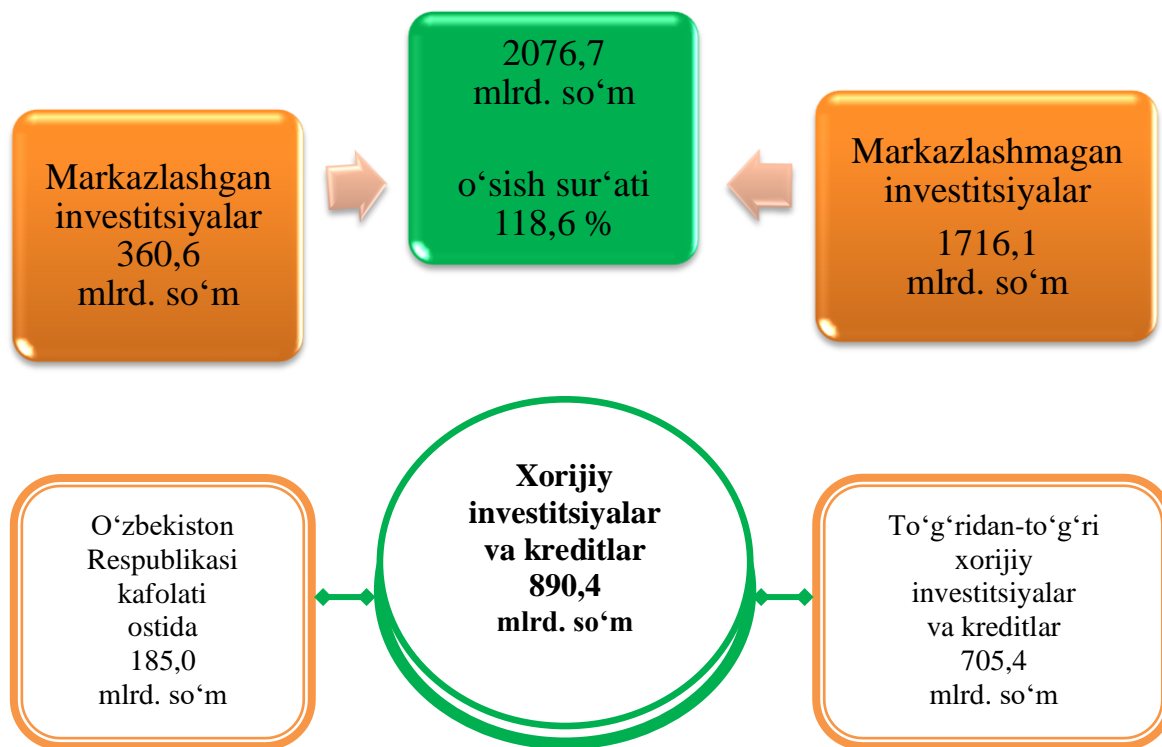 2076,7
mlrd. so‘m
o‘sish sur‘ati
118,6 %
Markazlashgan
investitsiyalar
360,6
mlrd. so‘m
Markazlashmagan
investitsiyalar
1716,1
mlrd. so‘m
Xorijiy
investitsiyalar
va kreditlar
890,4
mlrd. so‘m
O‘zbekiston
Respublikasi
kafolati
ostida
185,0
mlrd. so‘m
To‘g‘ridan-to‘g‘ri
xorijiy
investitsiyalar
va kreditlar
705,4
mlrd. so‘m